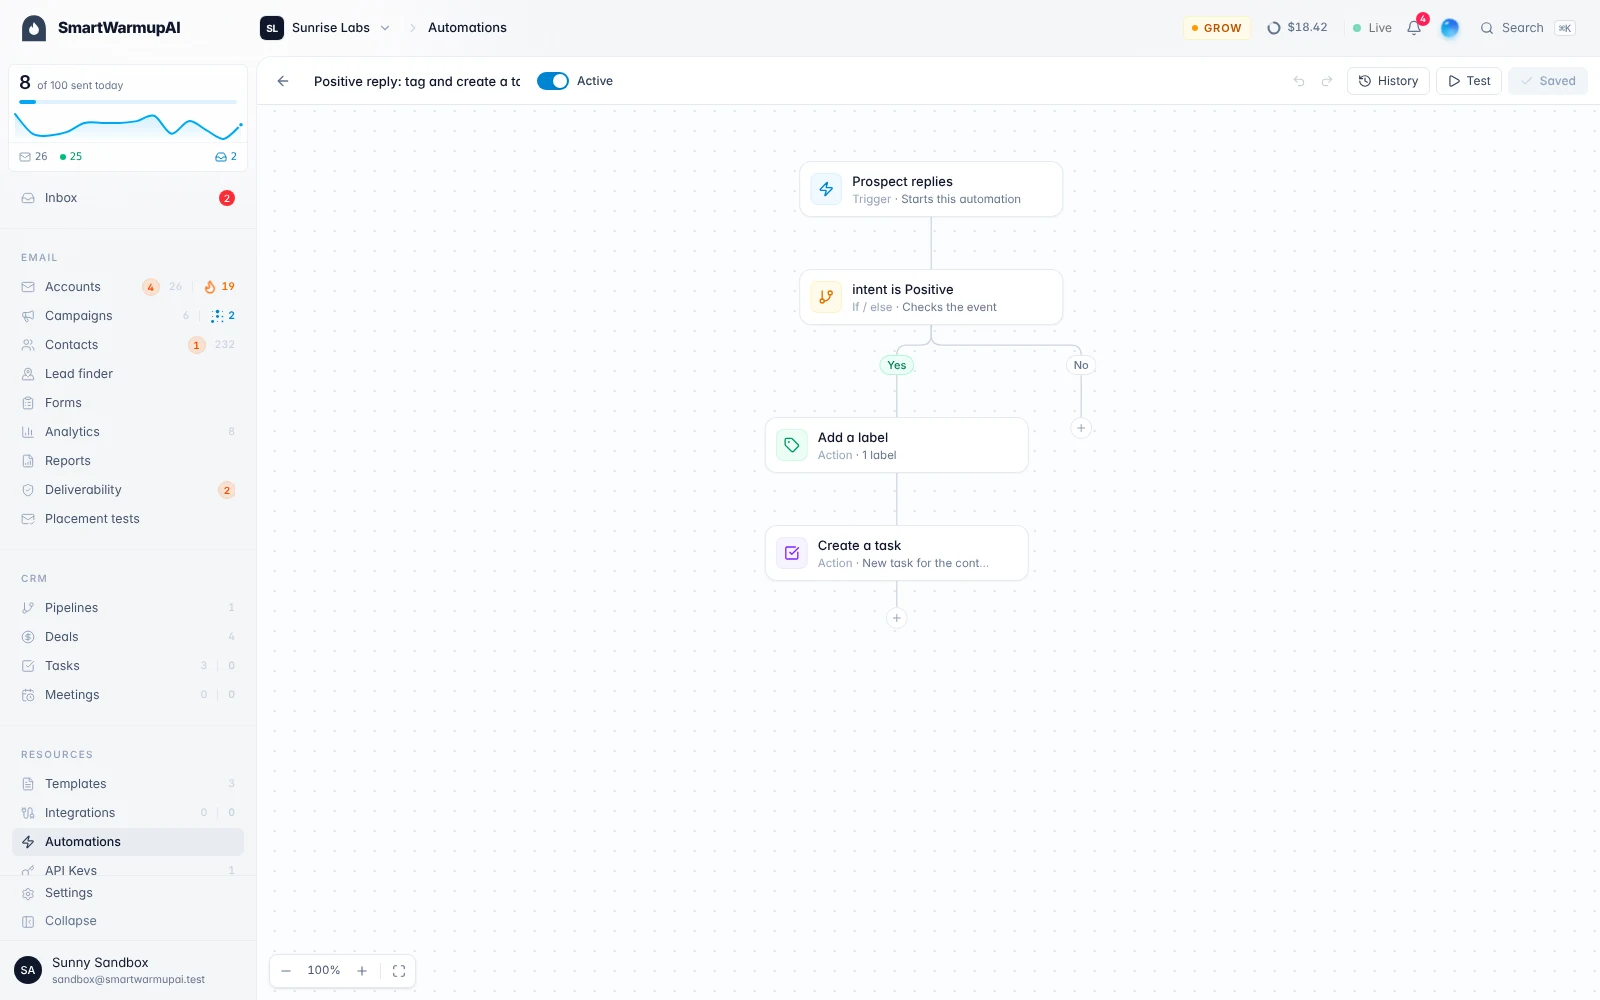 SmartWarmupAI
SL Sunrise Labs Automations
GROW $18.42 Live 4 Search ⌘K
8 of 100 sent today
26 25 2
Inbox 2
EMAIL
Accounts 4 26 19
Campaigns 6 2
Contacts 1 232
Lead finder
Forms
Analytics 8
Reports
Deliverability 2
Placement tests
CRM
Pipelines 1
Deals 4
Tasks 3 0
Meetings 0 0
RESOURCES
Templates 3
Integrations 0 0
Automations
API Keys 1
Settings
Collapse
SA Sunny Sandbox
sandbox@smartwarmupai.test
Positive reply: tag and create a tc Active
History Test Saved
Prospect replies
Trigger · Starts this automation
intent is Positive
If / else · Checks the event
Yes No
Add a label
Action · 1 label
Create a task
Action · New task for the cont...
100%